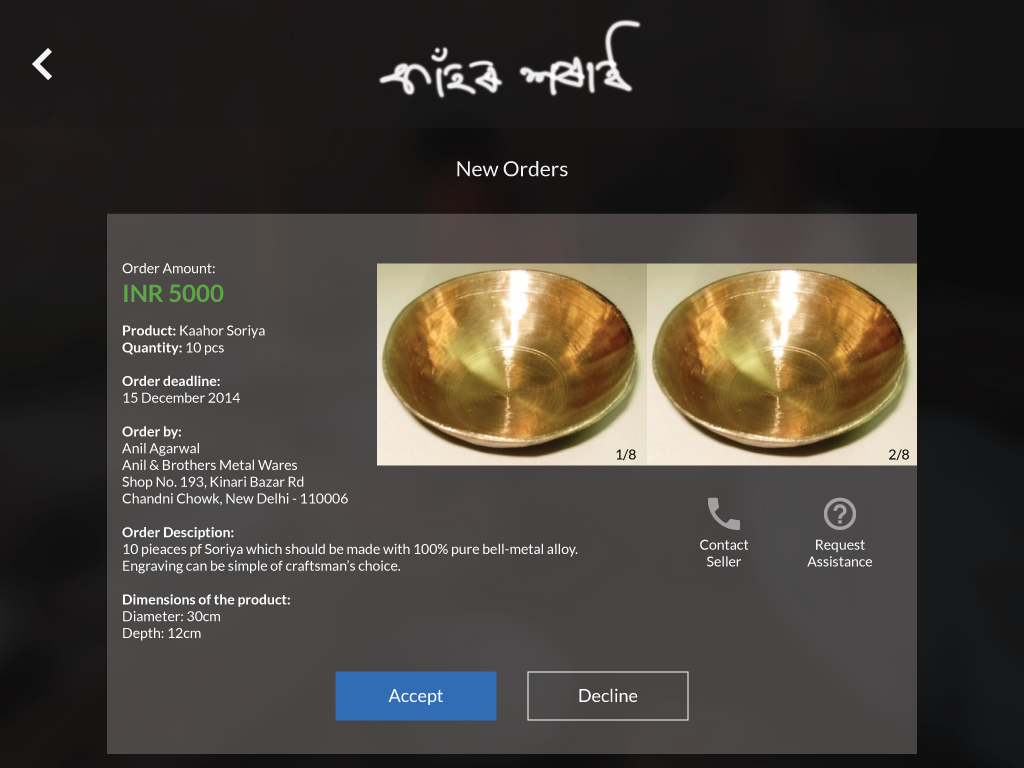 কাঁহৰ শৰাই
New Orders
Order Amount:
INR 5000
Product: Kaahor Soriya
Quantity: 10 pcs
Order deadline:
15 December 2014
Order by:
Anil Agarwal
Anil & Brothers Metal Wares
Shop No. 193, Kinari Bazar Rd
Chandni Chowk, New Delhi - 110006
Order Desciption:
10 pieaces pf Soriya which should be made with 100% pure bell-metal alloy.
Engraving can be simple of craftsman's choice.
Dimensions of the product:
Diameter: 30cm
Depth: 12cm
1/8
2/8
Contact
Seller
Request
Assistance
Accept
Decline